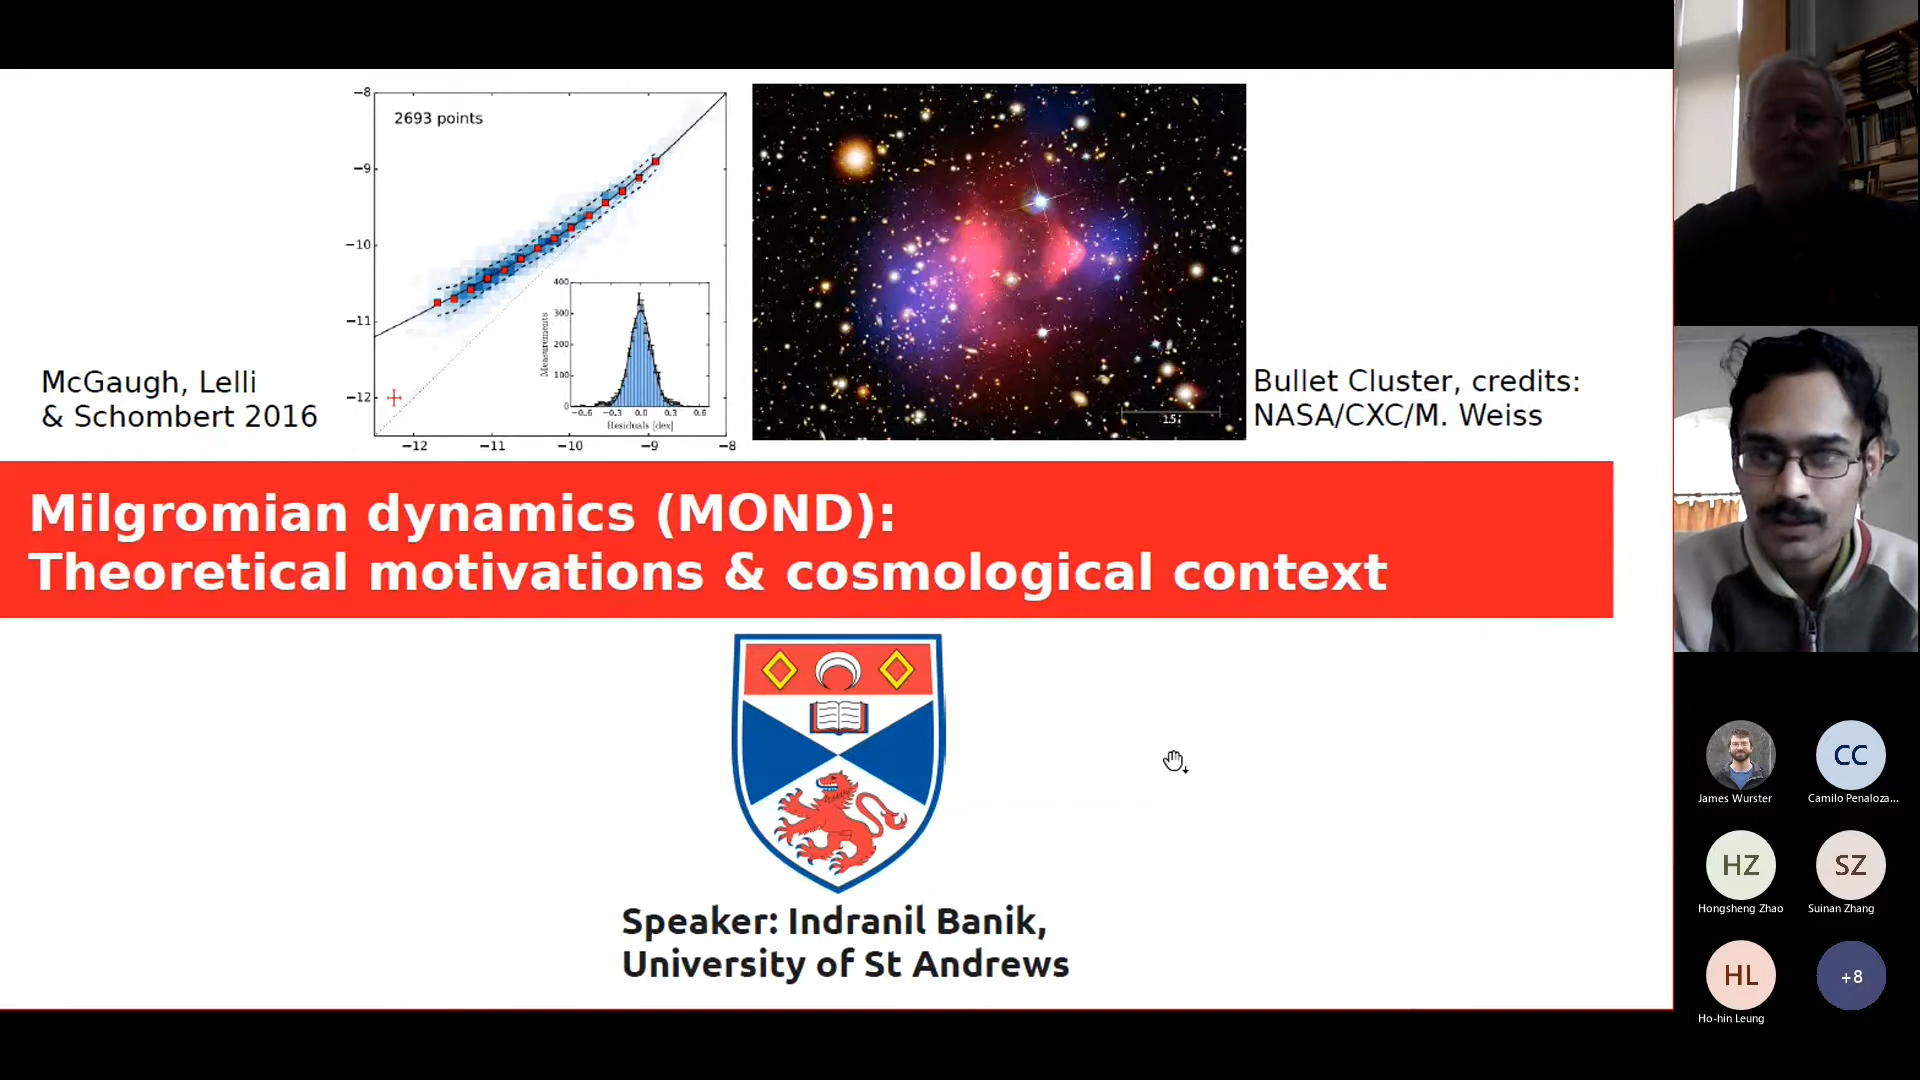 −8
2693 points
−9
−10
−11
−12
400
300
200
100
0
Measurements
−0.6 −0.3 0.0 0.3 0.6
Residuals [dex]
−12 −11 −10 −9 −8
McGaugh, Lelli
& Schombert 2016
1.5'
Bullet Cluster, credits:
NASA/CXC/M. Weiss
Milgromian dynamics (MOND):
Theoretical motivations & cosmological context
Speaker: Indranil Banik,
University of St Andrews
James Wurster
CC
Camilo Penaloza...
HZ
Hongsheng Zhao
SZ
Suinan Zhang
HL
Ho-hin Leung
+8